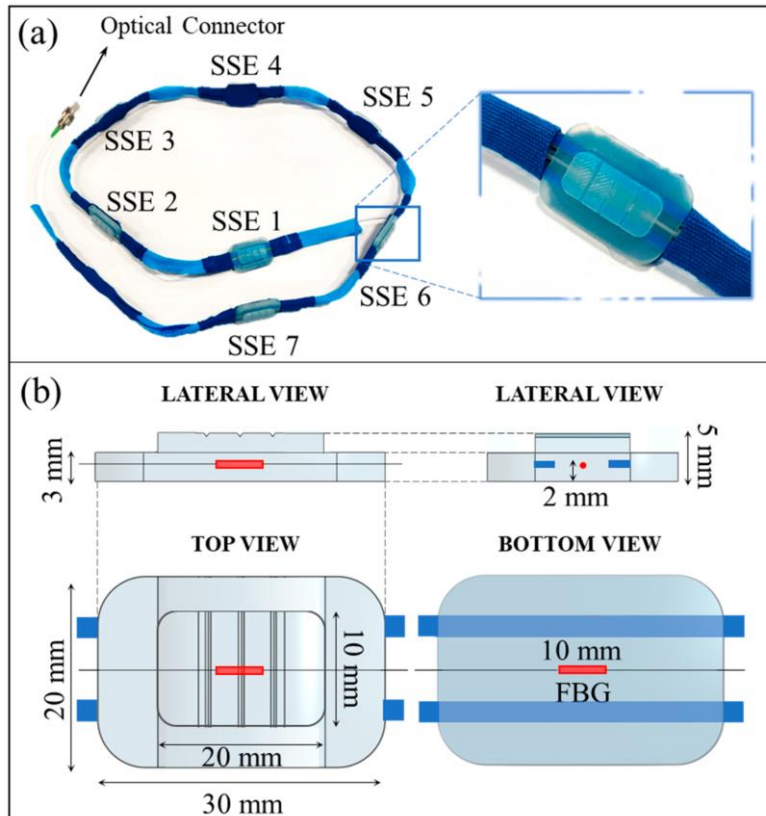 (a)
Optical Connector
SSE 4
SSE 5
SSE 3
SSE 2
SSE 1
SSE 6
SSE 7
(b)
LATERAL VIEW
LATERAL VIEW
3 mm
2 mm
5 mm
TOP VIEW
BOTTOM VIEW
20 mm
10 mm
10 mm
FBG
20 mm
30 mm